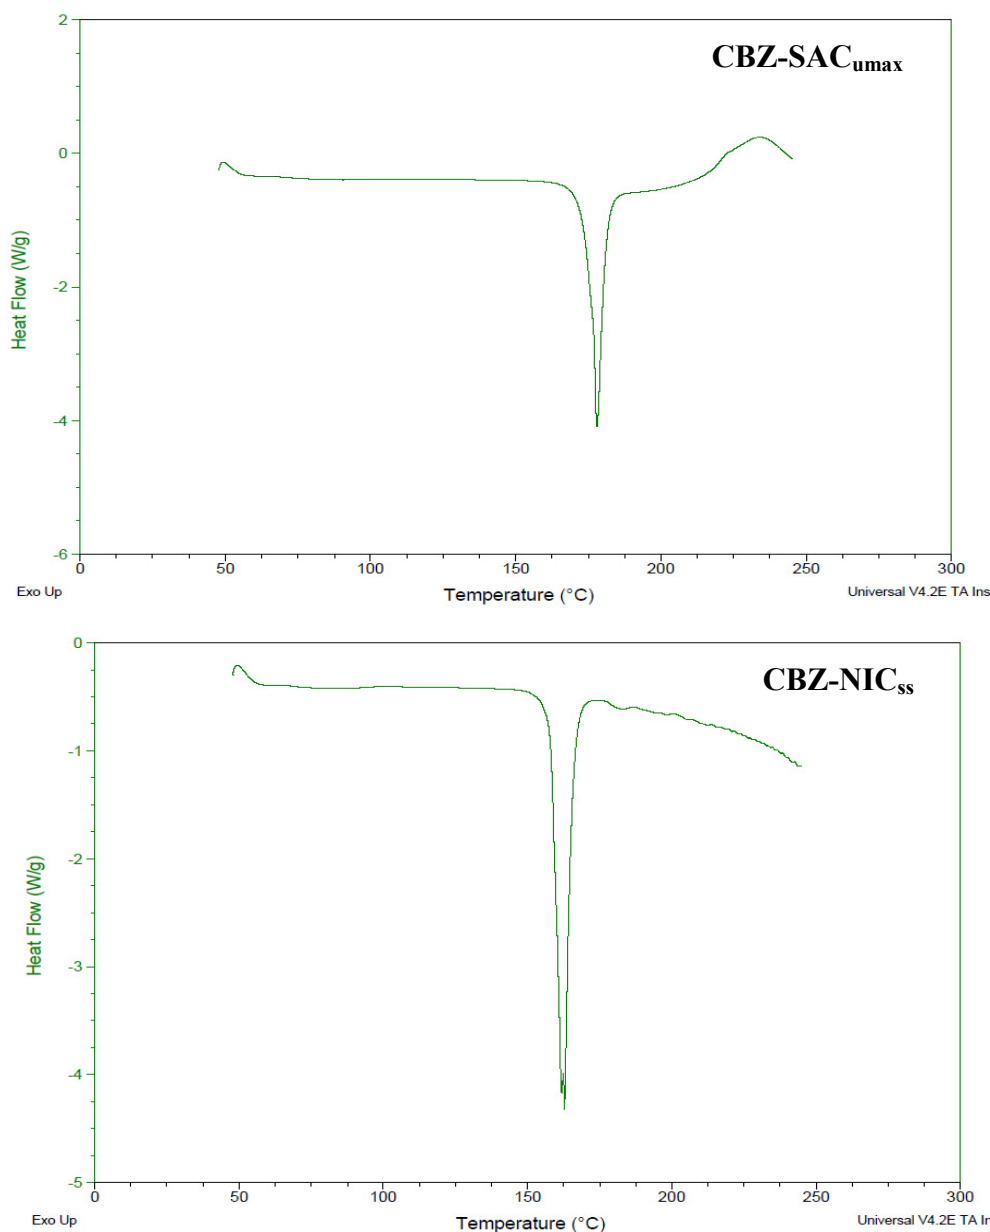 CBZ-SACumax
2
0
-2
-4
-6
Heat Flow (W/g)
0 50 100 150 200 250 300
Exo Up Temperature (°C) Universal V4.2E TA Ins
CBZ-NICss
0
-1
-2
-3
-4
-5
Heat Flow (W/g)
0 50 100 150 200 250 300
Exo Up Temperature (°C) Universal V4.2E TA In